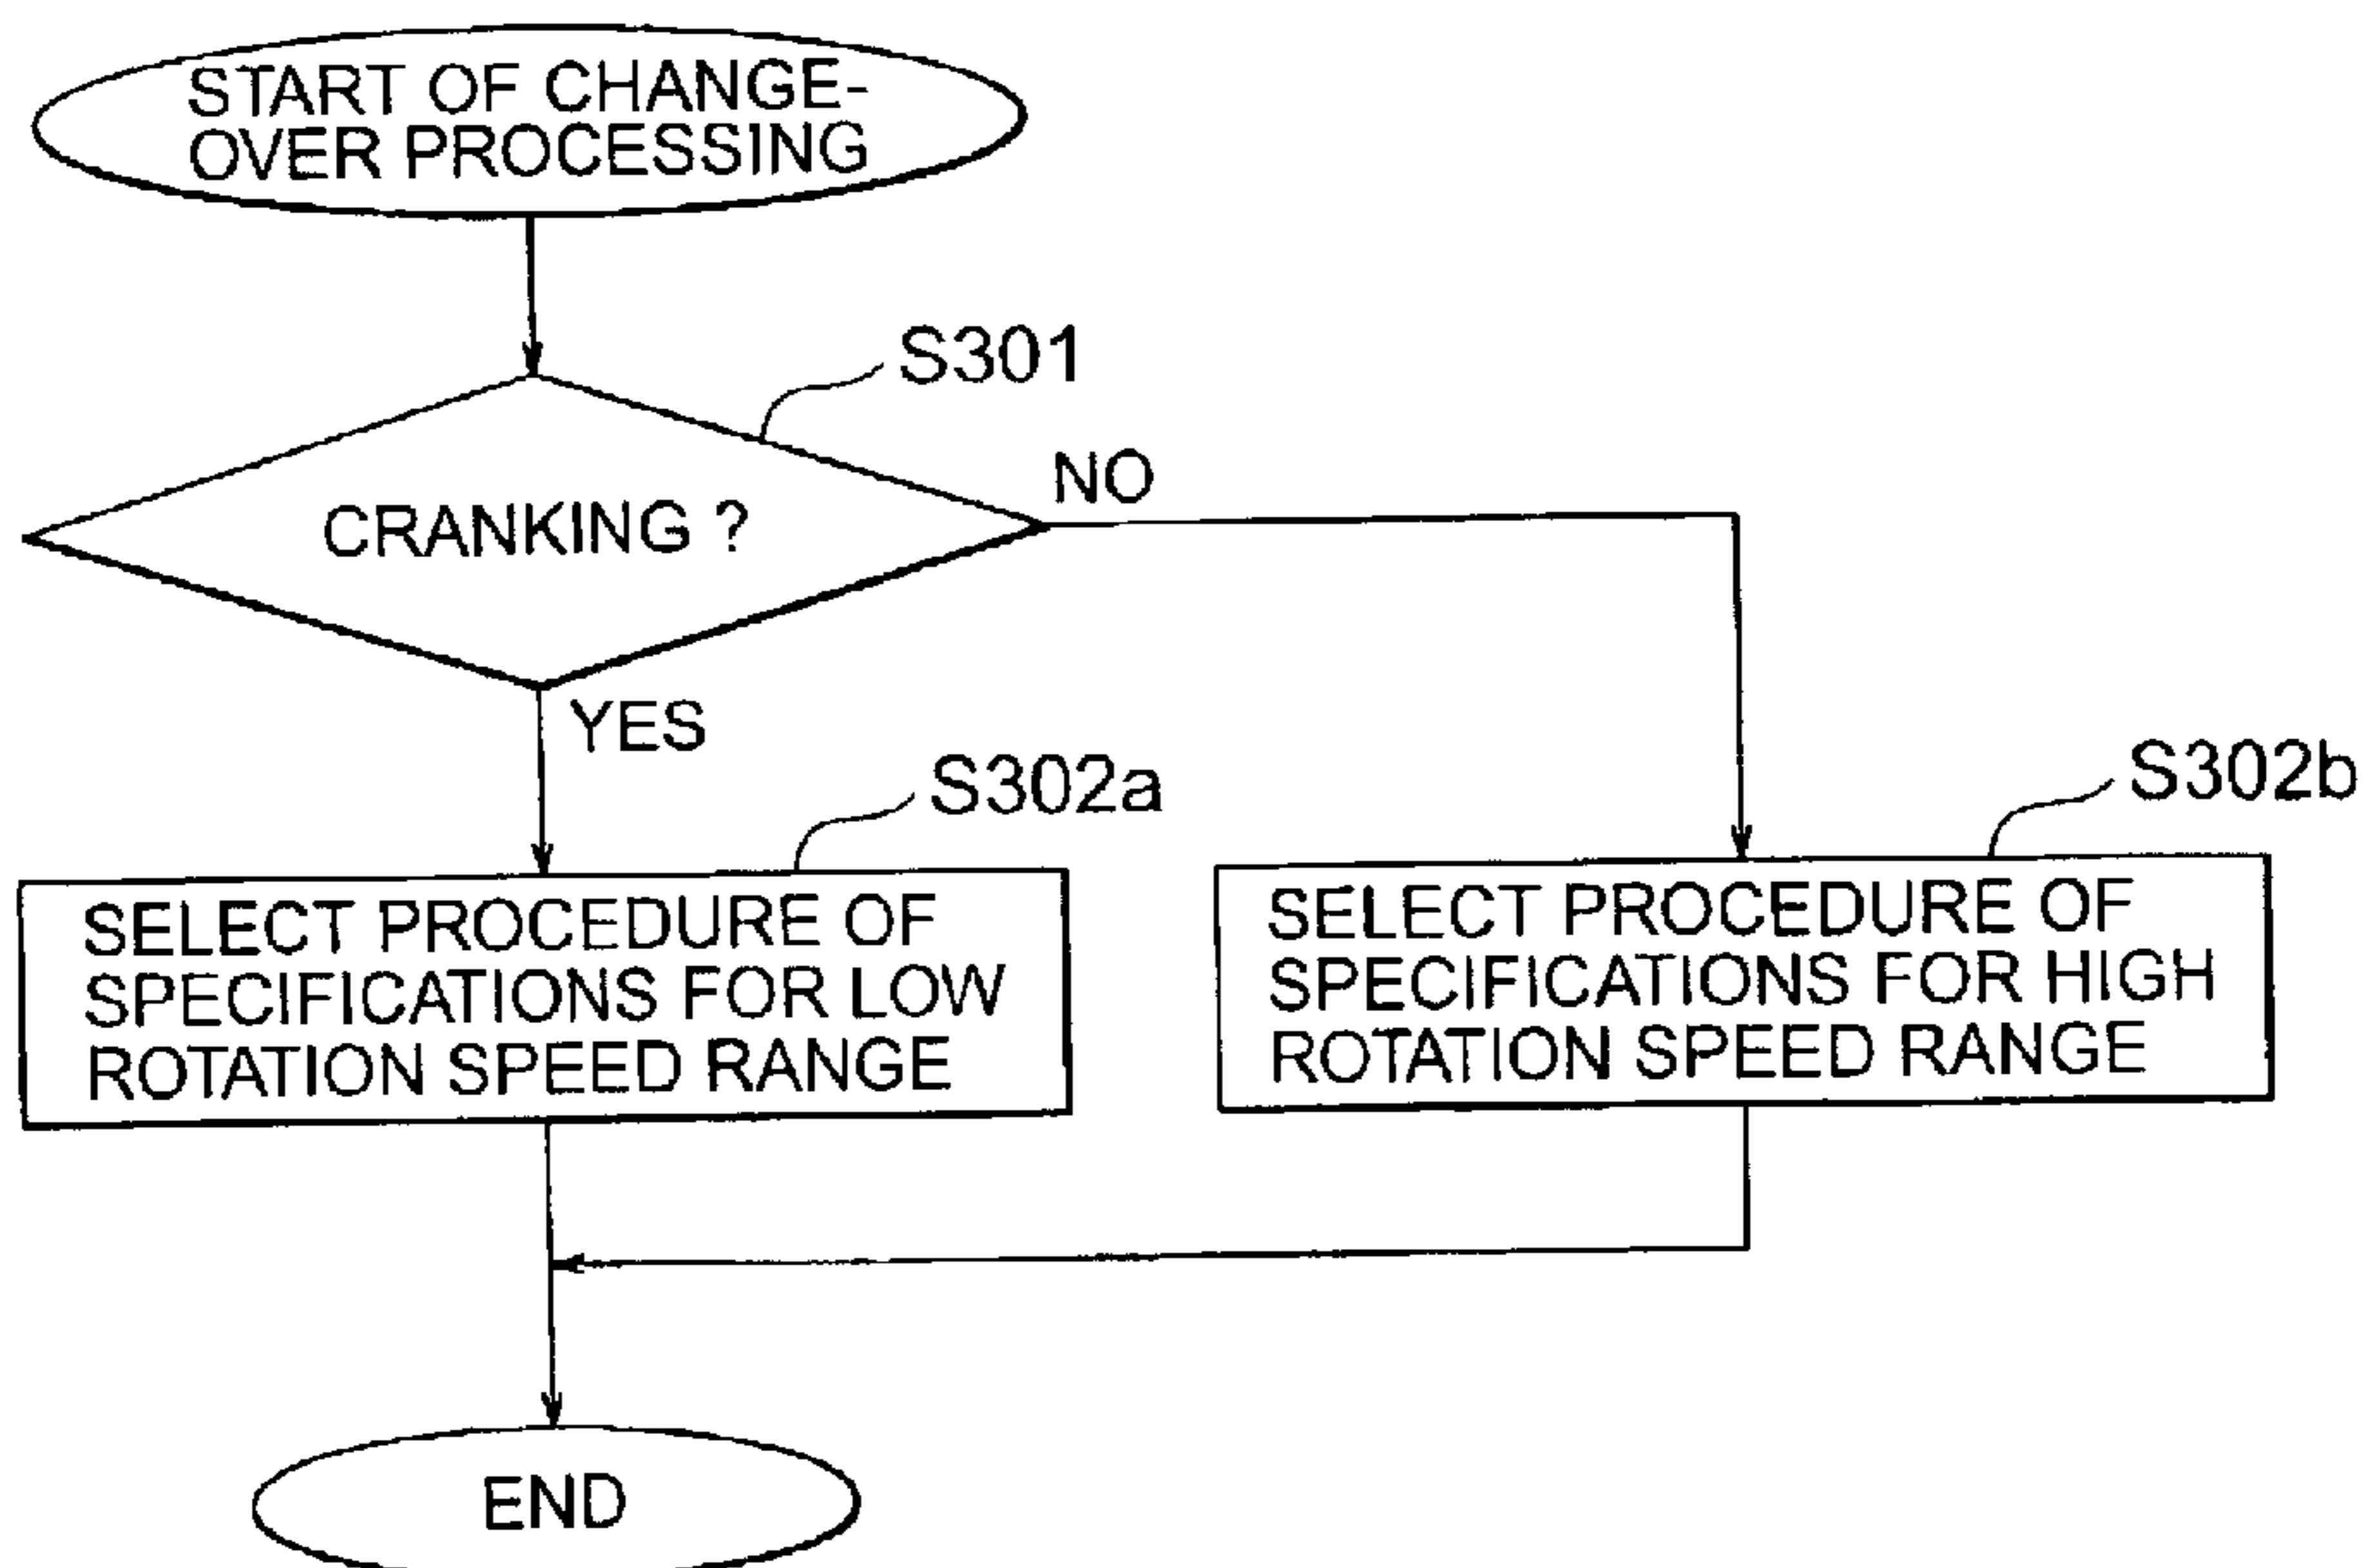 START OF CHANGE-
OVER PROCESSING
S301
CRANKING ?
NO
YES
S302a
S302b
SELECT PROCEDURE OF
SPECIFICATIONS FOR LOW
ROTATION SPEED RANGE
SELECT PROCEDURE OF
SPECIFICATIONS FOR HIGH
ROTATION SPEED RANGE
END